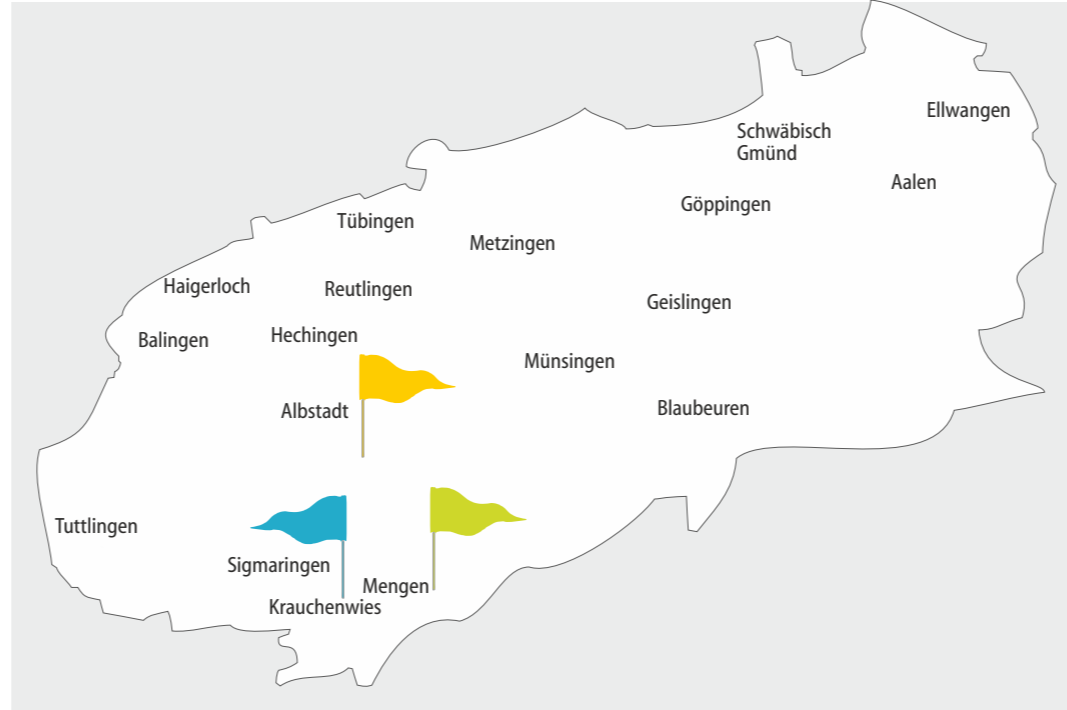 Ellwangen
Schwäbisch
Gmünd
Aalen
Göppingen
Tübingen
Metzingen
Haigerloch
Reutlingen
Geislingen
Hechingen
Balingen
Münsingen
Albstadt
Blaubeuren
Tuttlingen
Sigmaringen
Mengen
Krauchenwies